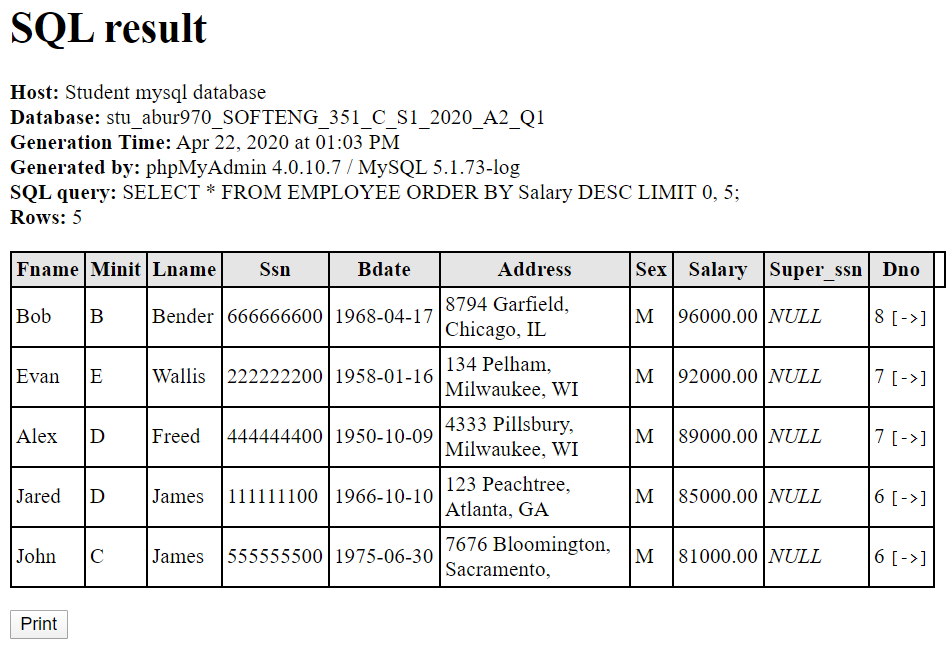 SQL result
Host: Student mysql database
Database: stu_abur970_SOFTENG_351_C_S1_2020_A2_Q1
Generation Time: Apr 22, 2020 at 01:03 PM
Generated by: phpMyAdmin 4.0.10.7 / MySQL 5.1.73-log
SQL query: SELECT * FROM EMPLOYEE ORDER BY Salary DESC LIMIT 0, 5;
Rows: 5
Fname Minit Lname Ssn Bdate Address Sex Salary Super_ssn Dno
Bob B Bender 666666600 1968-04-17 8794 Garfield, M 96000.00 NULL 8 [->]
Chicago, IL
Evan E Wallis 222222200 1958-01-16 134 Pelham, M 92000.00 NULL 7 [->]
Milwaukee, WI
Alex D Freed 444444400 1950-10-09 4333 Pillsbury, M 89000.00 NULL 7 [->]
Milwaukee, WI
Jared D James 111111100 1966-10-10 123 Peachtree, M 85000.00 NULL 6 [->]
Atlanta, GA
John C James 555555500 1975-06-30 7676 Bloomington, M 81000.00 NULL 6 [->]
Sacramento,
Print